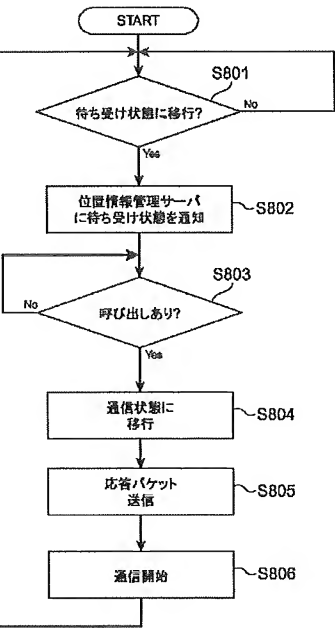 START
S801
待ち受け状態に移行?
No
Yes
位置情報管理サーバ
に待ち受け状態を通知
S802
S803
呼び出しあり?
No
Yes
通信状態に
移行
S804
応答パケット
送信
S805
通信開始
S806